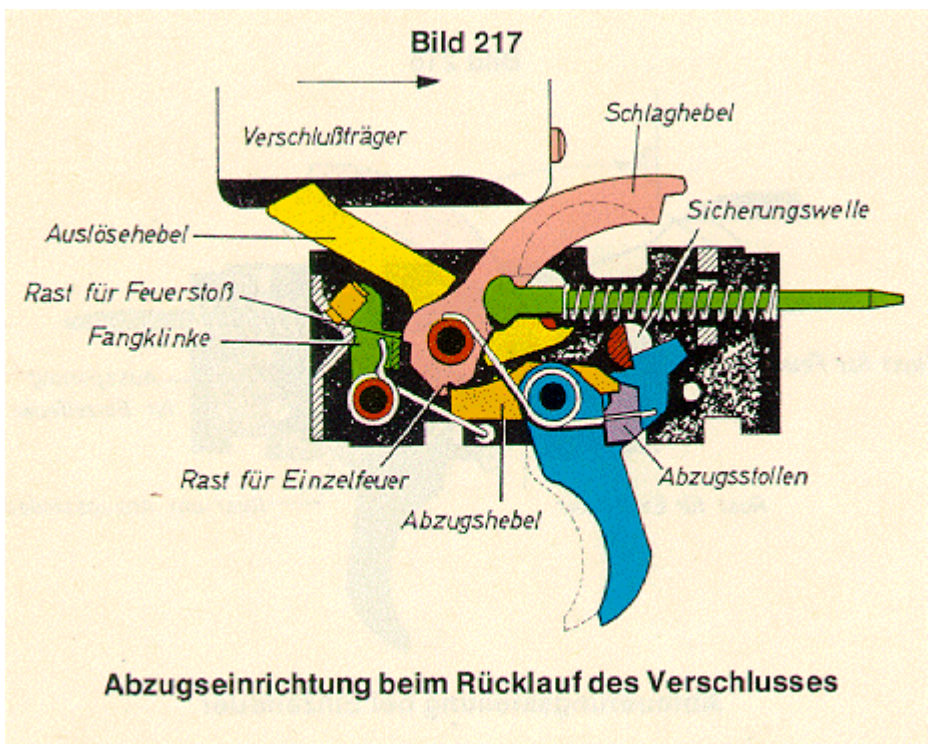 Bild 217
Verschlußträger
Schlaghebel
Auslösehebel
Sicherungswelle
Rast für Feuerstoß
Fangklinke
Rast für Einzelfeuer
Abzugsstollen
Abzugshebel
Abzugseinrichtung beim Rücklauf des Verschlusses